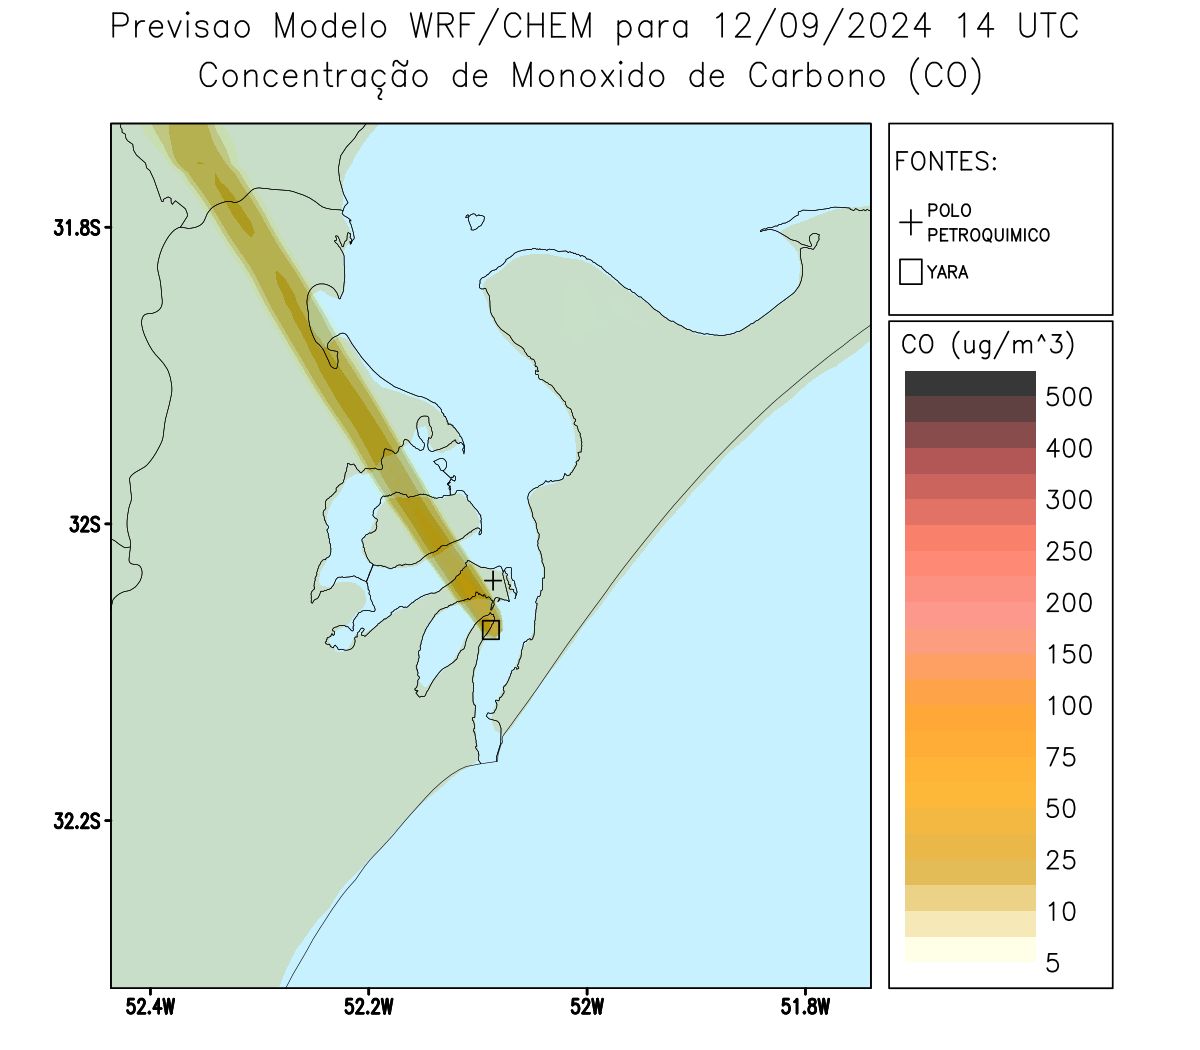 Previsao Modelo WRF/CHEM para 12/09/2024 14 UTC
Concentração de Monoxido de Carbono (CO)
FONTES:
POLO
PETROQUIMICO
YARA
CO (ug/m^3)
500
400
300
250
200
150
100
75
50
25
10
5
31.8S
32S
32.2S
52.4W
52.2W
52W
51.8W